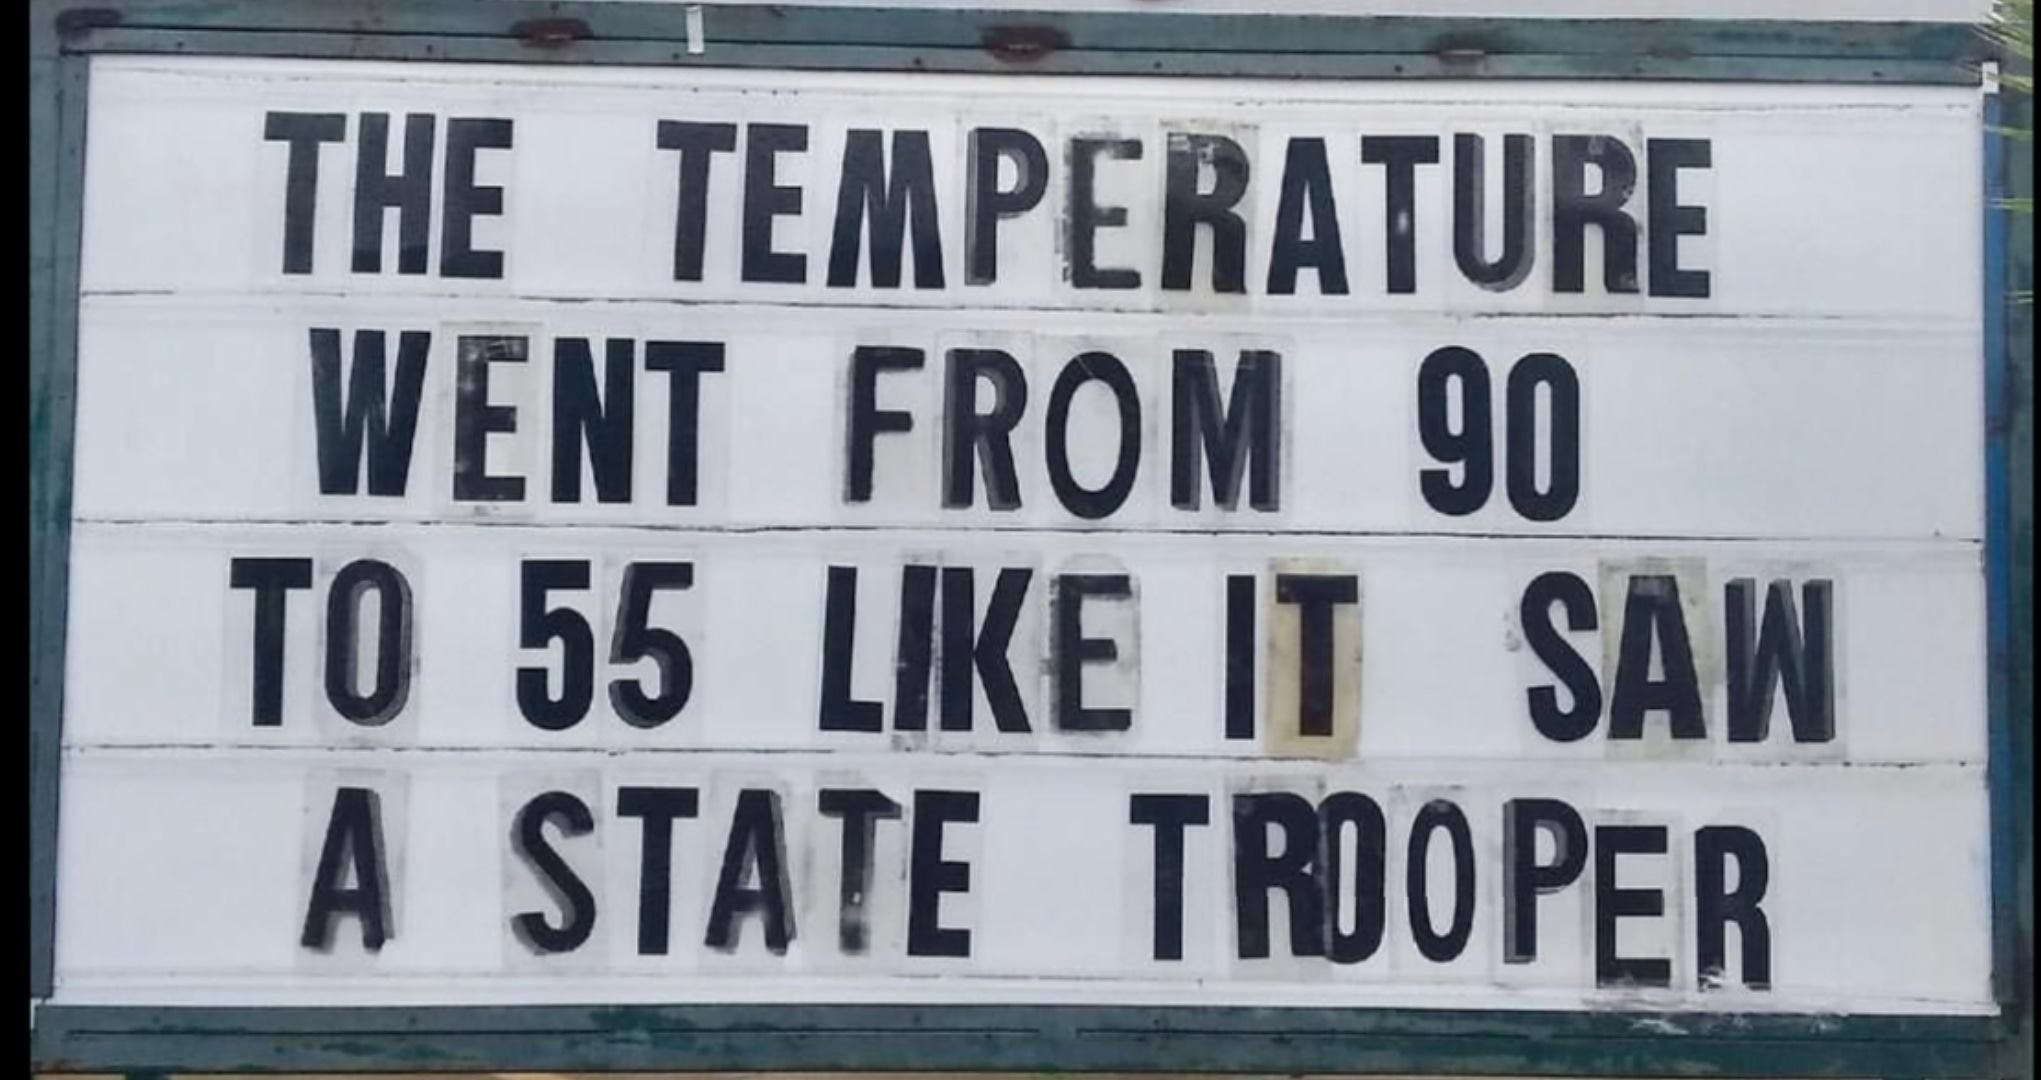 THE TEMPERATURE
WENT FROM 90
TO 55 LIKE IT SAW
A STATE TROOPER